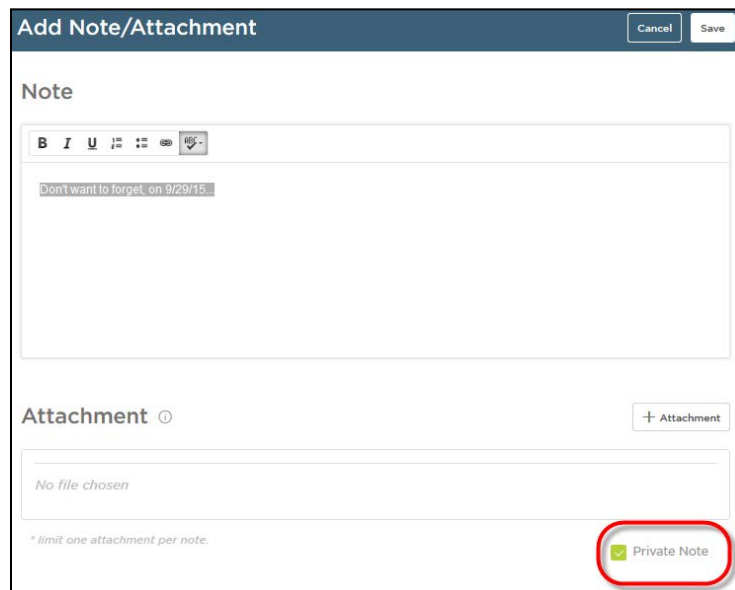 Add Note/Attachment
Cancel
Save
Note
B I U
ABC
Don't want to forget, on 9/29/15...
Attachment
+ Attachment
No file chosen
* limit one attachment per note.
Private Note